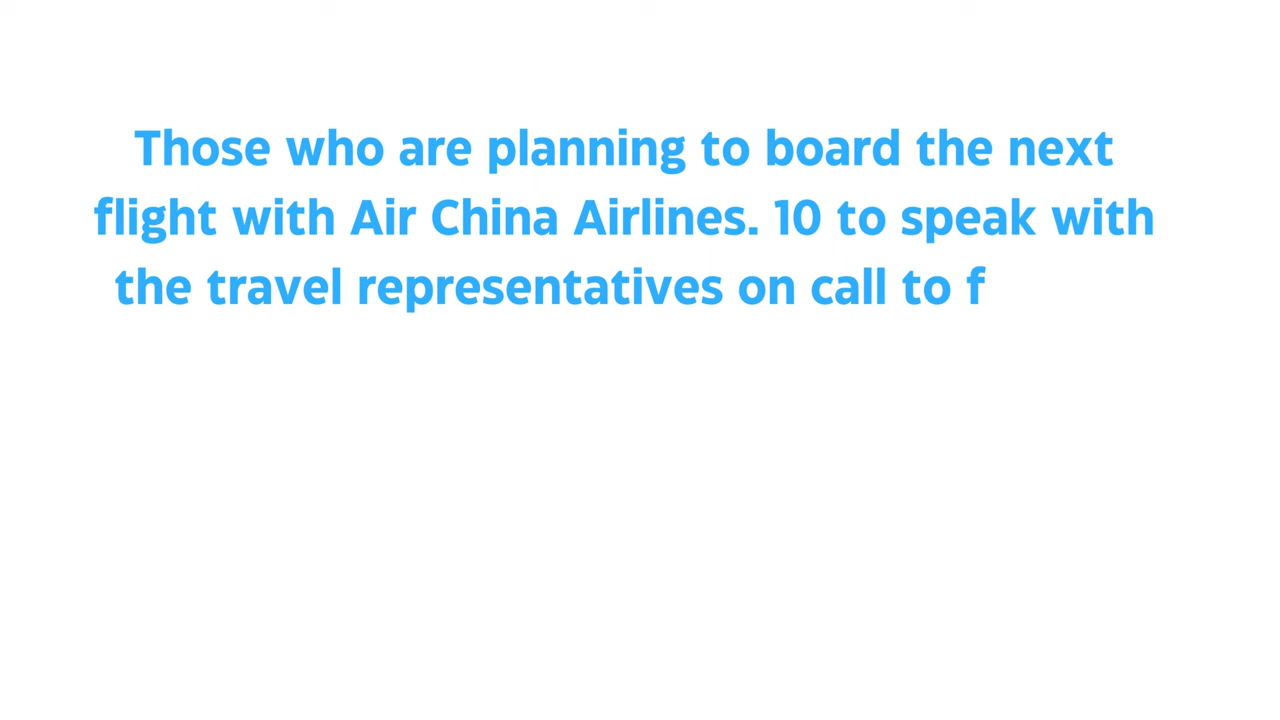 Those who are planning to board the next
flight with Air China Airlines. 10 to speak with
the travel representatives on call to f